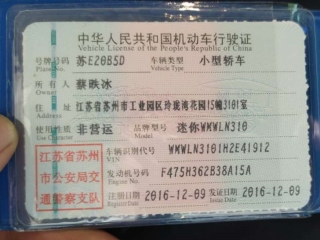 中华人民共和国机动车行驶证
Vehicle License of the People's Republic of China
号牌号码 苏E20B5D 车辆类型 小型轿车
Plate No. Vehicle Type
所有人 蔡
Owner
住址 江苏省苏州市工业园区玲珑湾花园15幢3101室
Address
使用性质 非营运 品牌型号 迷你WMWLN310
Use Character Model
江苏省苏州
市公安局交
通警察支队
车辆识别代号 WMWLN3101H2E41912
VIN
发动机号码 F475H362B38A15A
Engine No.
注册日期 2016-12-09 发证日期 2016-12-09
Register Date Issue Date